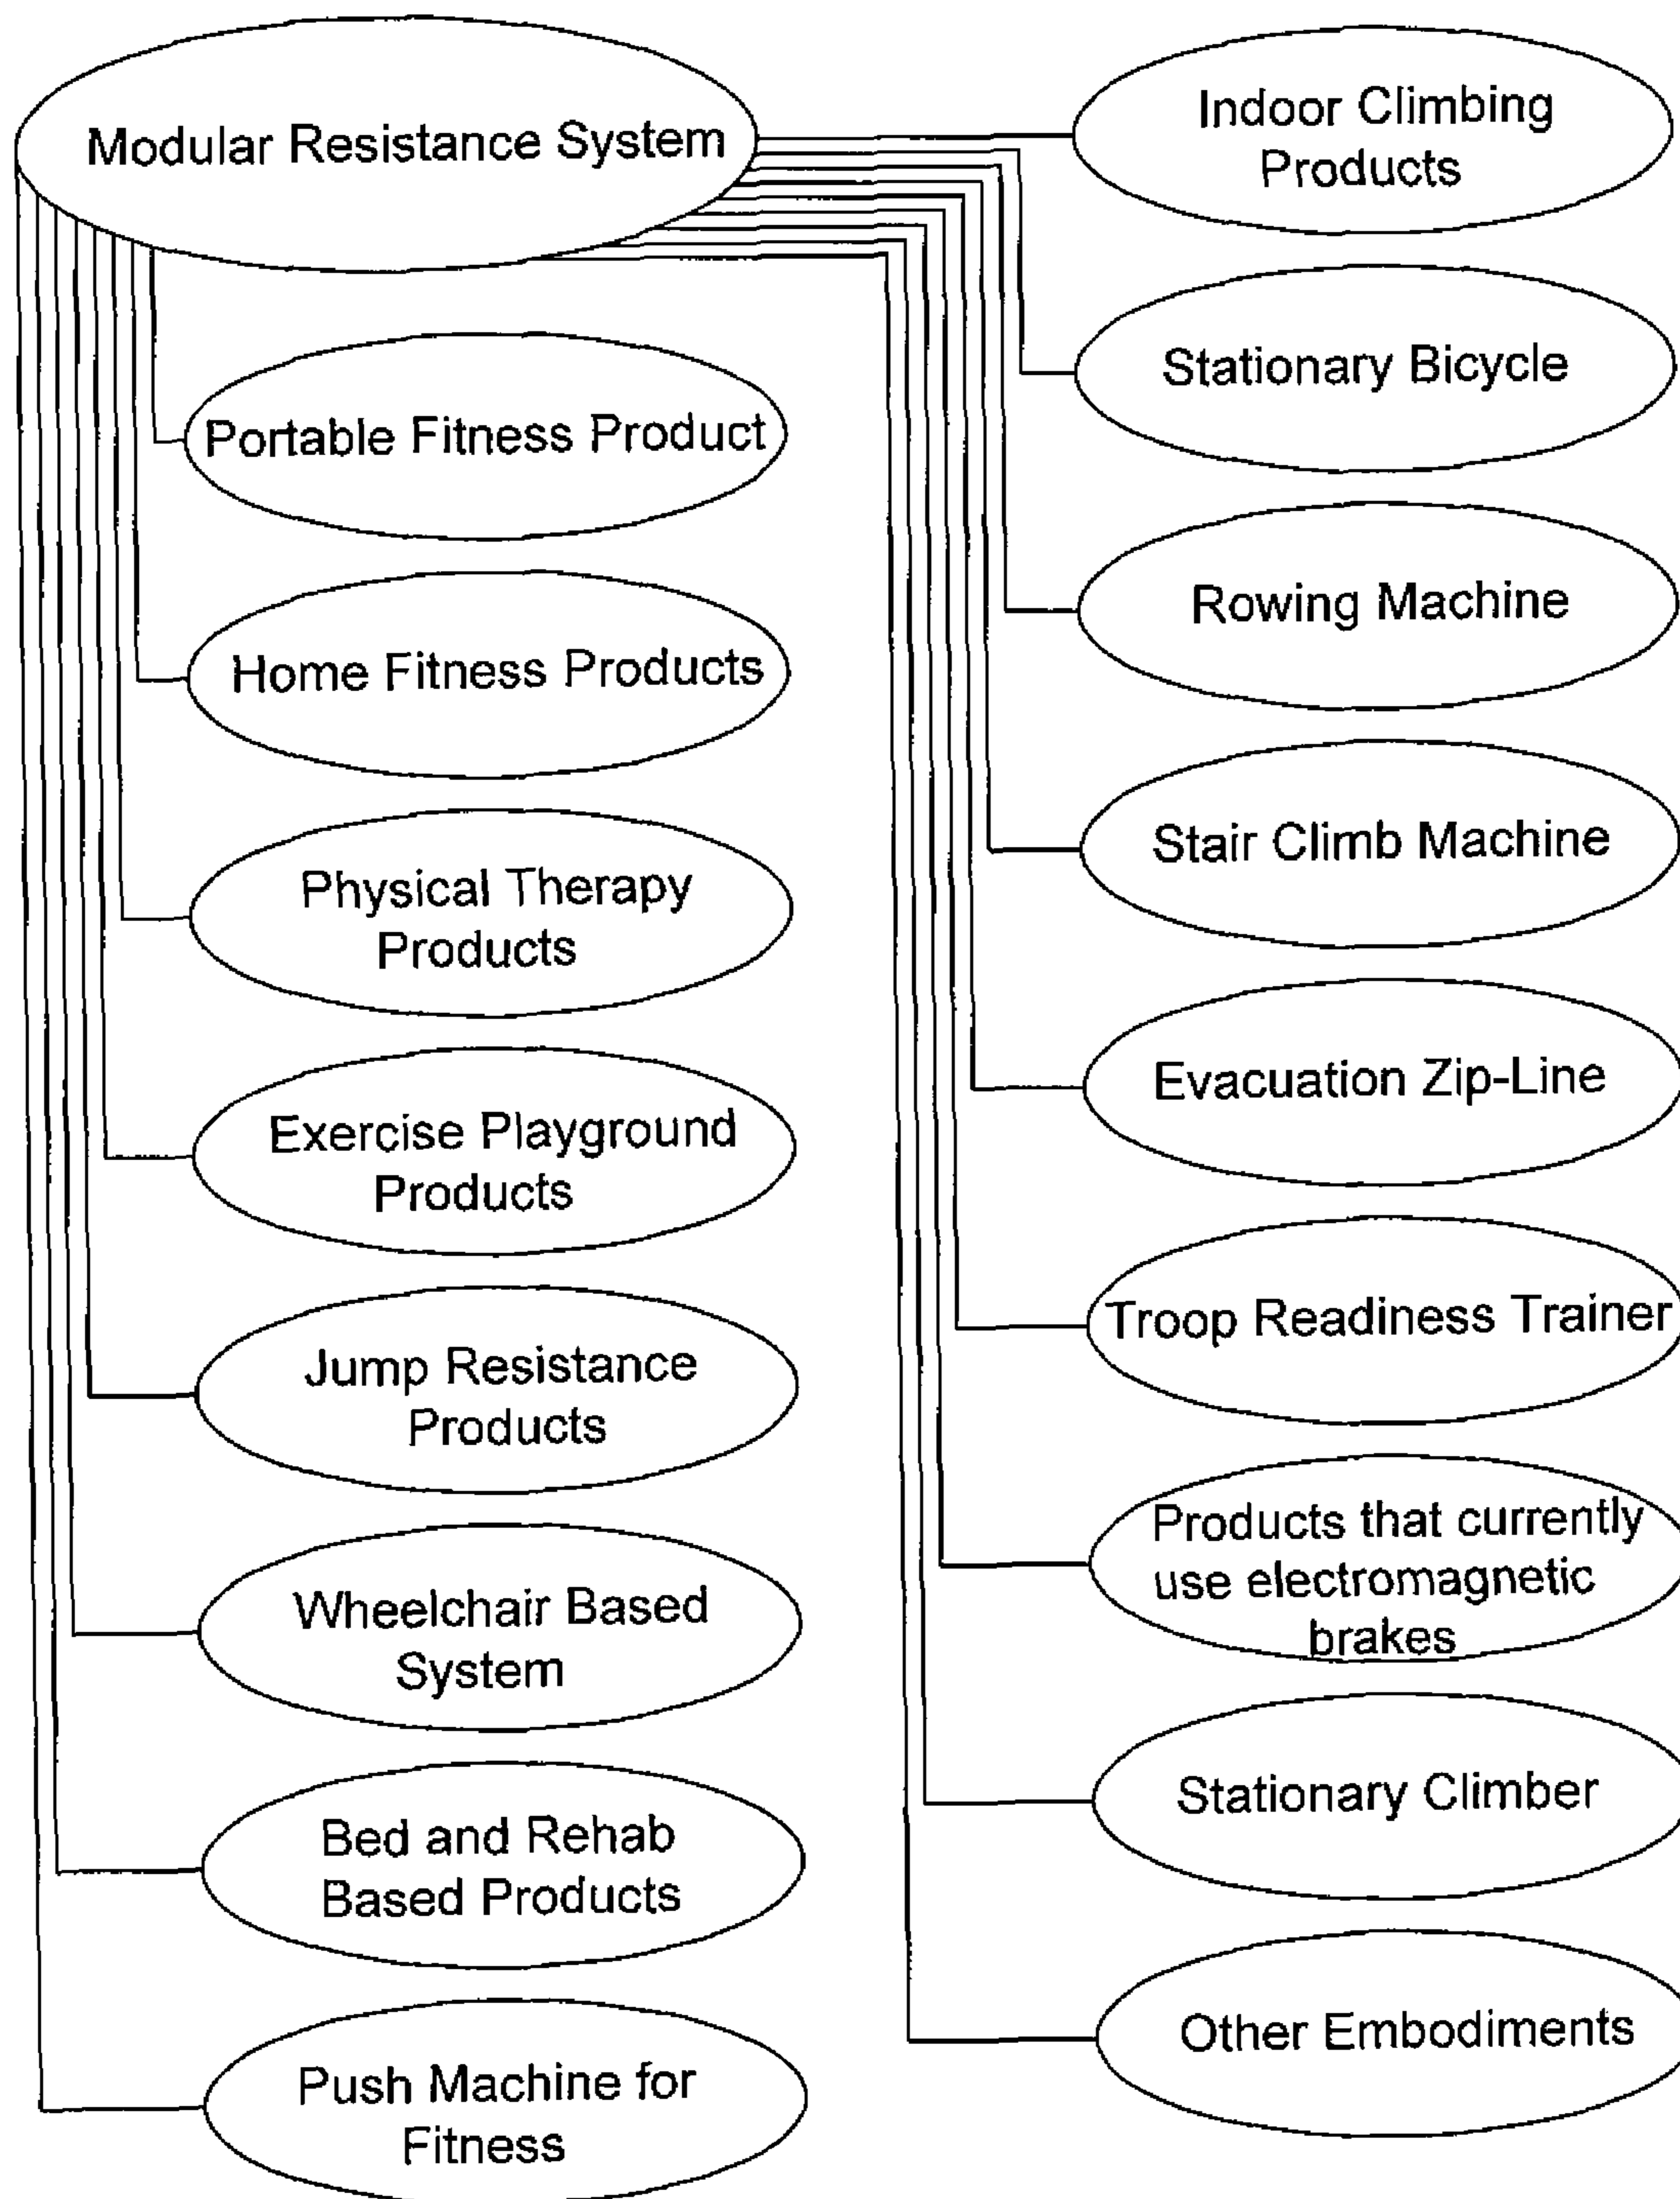 Modular Resistance System
Portable Fitness Product
Home Fitness Products
Physical Therapy
Products
Exercise Playground
Products
Jump Resistance
Products
Wheelchair Based
System
Bed and Rehab
Based Products
Push Machine for
Fitness
Indoor Climbing
Products
Stationary Bicycle
Rowing Machine
Stair Climb Machine
Evacuation Zip-Line
Troop Readiness Trainer
Products that currently
use electromagnetic
brakes
Stationary Climber
Other Embodiments